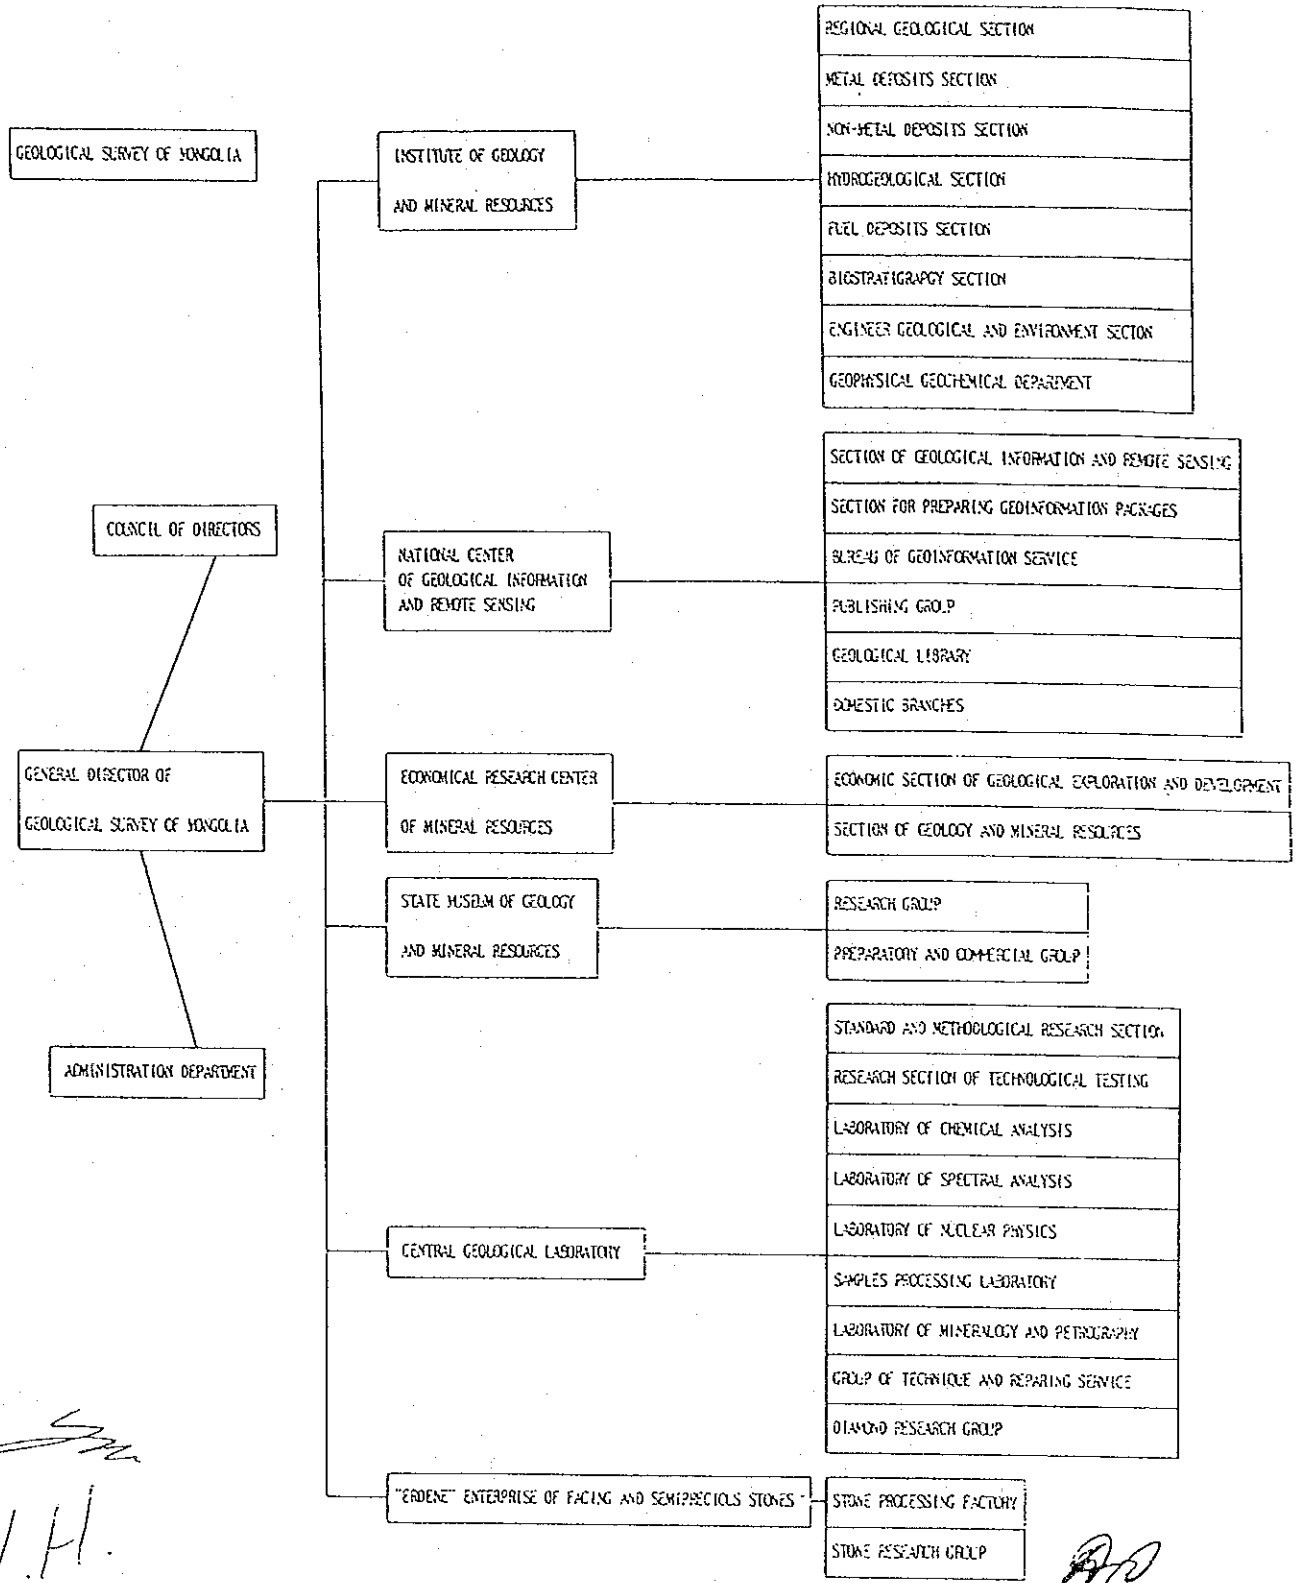 GEOLOGICAL SURVEY OF MONGOLIA
COUNCIL OF DIRECTORS
GENERAL DIRECTOR OF
GEOLOGICAL SURVEY OF MONGOLIA
ADMINISTRATION DEPARTMENT
INSTITUTE OF GEOLOGY
AND MINERAL RESOURCES
REGIONAL GEOLOGICAL SECTION
METAL DEPOSITS SECTION
NON-METAL DEPOSITS SECTION
HYDROGEOLOGICAL SECTION
FUEL DEPOSITS SECTION
BIOSTRATIGRAPGY SECTION
ENGINEER GEOLOGICAL AND ENVIRONMENT SECTON
GEOPHYSICAL GEOCHEMICAL DEPARTMENT
NATIONAL CENTER
OF GEOLOGICAL INFORMATION
AND REMOTE SENSING
SECTION OF GEOLOGICAL INFORMATION AND REMOTE SENSING
SECTION FOR PREPARING GEOINFORMATION PACKAGES
BUREAU OF GEOINFORMATION SERVICE
PUBLISHING GROUP
GEOLOGICAL LIBRARY
DOMESTIC BRANCHES
ECONOMICAL RESEARCH CENTER
OF MINERAL RESOURCES
ECONOMIC SECTION OF GEOLOGICAL EXPLORATION AND DEVELOPMENT
SECTION OF GEOLOGY AND MINERAL RESOURCES
STATE MUSEUM OF GEOLOGY
AND MINERAL RESOURCES
RESEARCH GROUP
PREPARATORY AND COMMERCIAL GROUP
CENTRAL GEOLOGICAL LABORATORY
STANDARD AND METHODLOGICAL RESEARCH SECTION
RESEARCH SECTION OF TECHNOLOGICAL TESTING
LABORATORY OF CHEMICAL ANALYSIS
LABORATORY OF SPECTRAL ANALYSIS
LABORATORY OF NUCLEAR PHYSICS
SAMPLES PROCESSING LABORATORY
LABORATORY OF MINERALOGY AND PETROGRAPHY
GROUP OF TECHNIQUE AND REPARING SERVICE
DIAMOND RESEARCH GROUP
"ERDENE" ENTERPRISE OF FACING AND SEMIPRECIOUS STONES "
STONE PROCESSING FACTORY
STONE RESEARCH GROUP